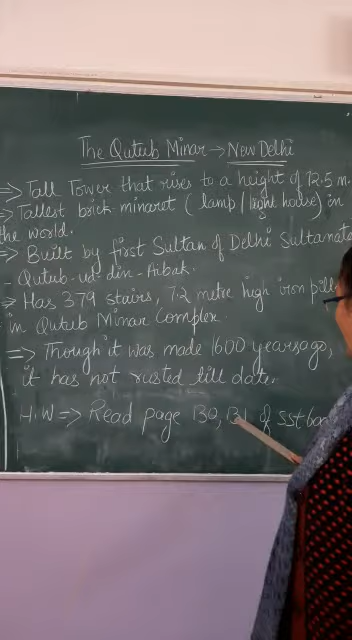 The Qutub Minar → New Delhi
⇒ Tall Tower that rises to a height of 72.5 m.
⇒ Tallest brick minaret (lamp/light house) in
the world.
⇒ Built by first Sultan of Delhi Sultanate
- Qutub-ud-din-Aibak.
⇒ Has 379 stairs, 7.2 metre high iron pill
in Qutub Minar Complex.
⇒ Though it was made 1600 years ago,
it has not rusted till date.
H.W ⇒ Read page 130, 131 of SSt boo